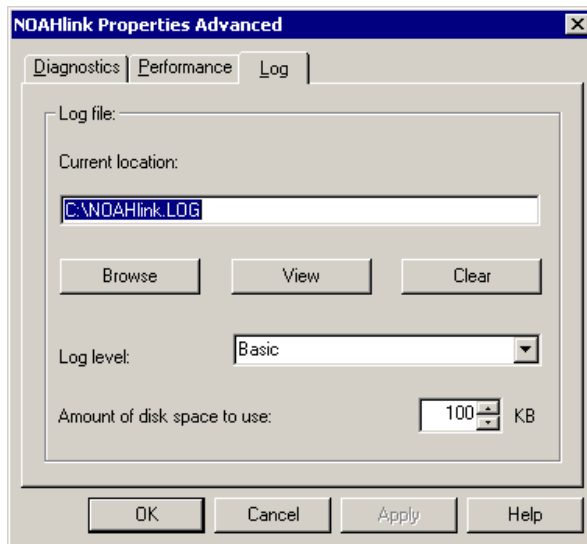 NOAHlink Properties Advanced
Diagnostics Performance Log
Log file:
Current location:
C:\NOAHlink.LOG
Browse View Clear
Log level: Basic
Amount of disk space to use: 100 KB
OK Cancel Apply Help